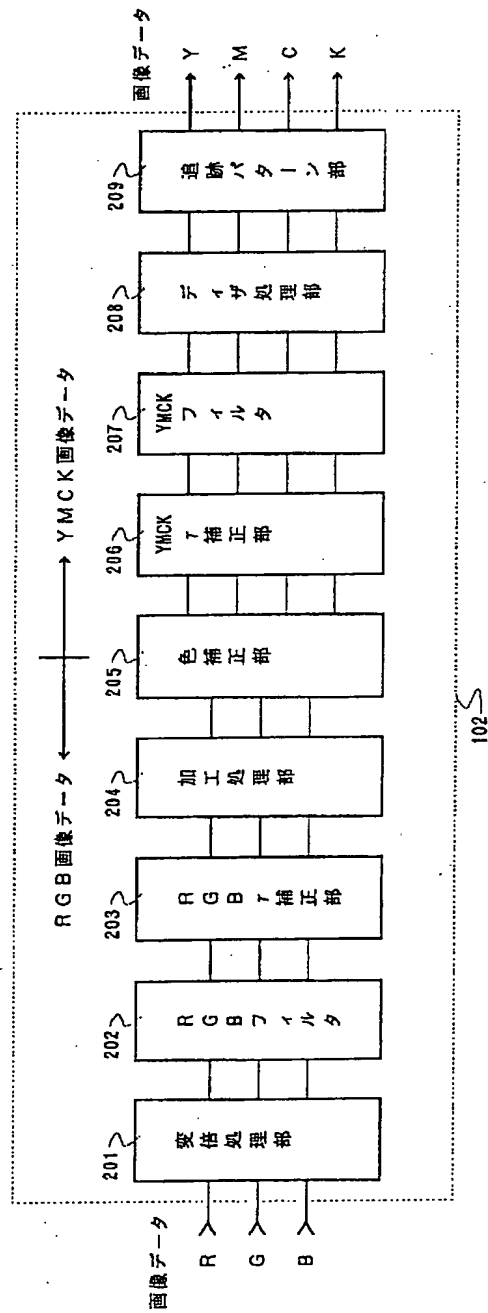 RGB画像データ
YMCK画像データ
画像データ
R
G
B
201
変倍処理部
202
RGBフィルタ
203
RGB γ補正部
204
加工処理部
205
色補正部
206
YMCK
γ補正部
207
YMCK
フィルタ
208
ディザ処理部
209
追跡パターン部
画像データ
Y
M
C
K
102